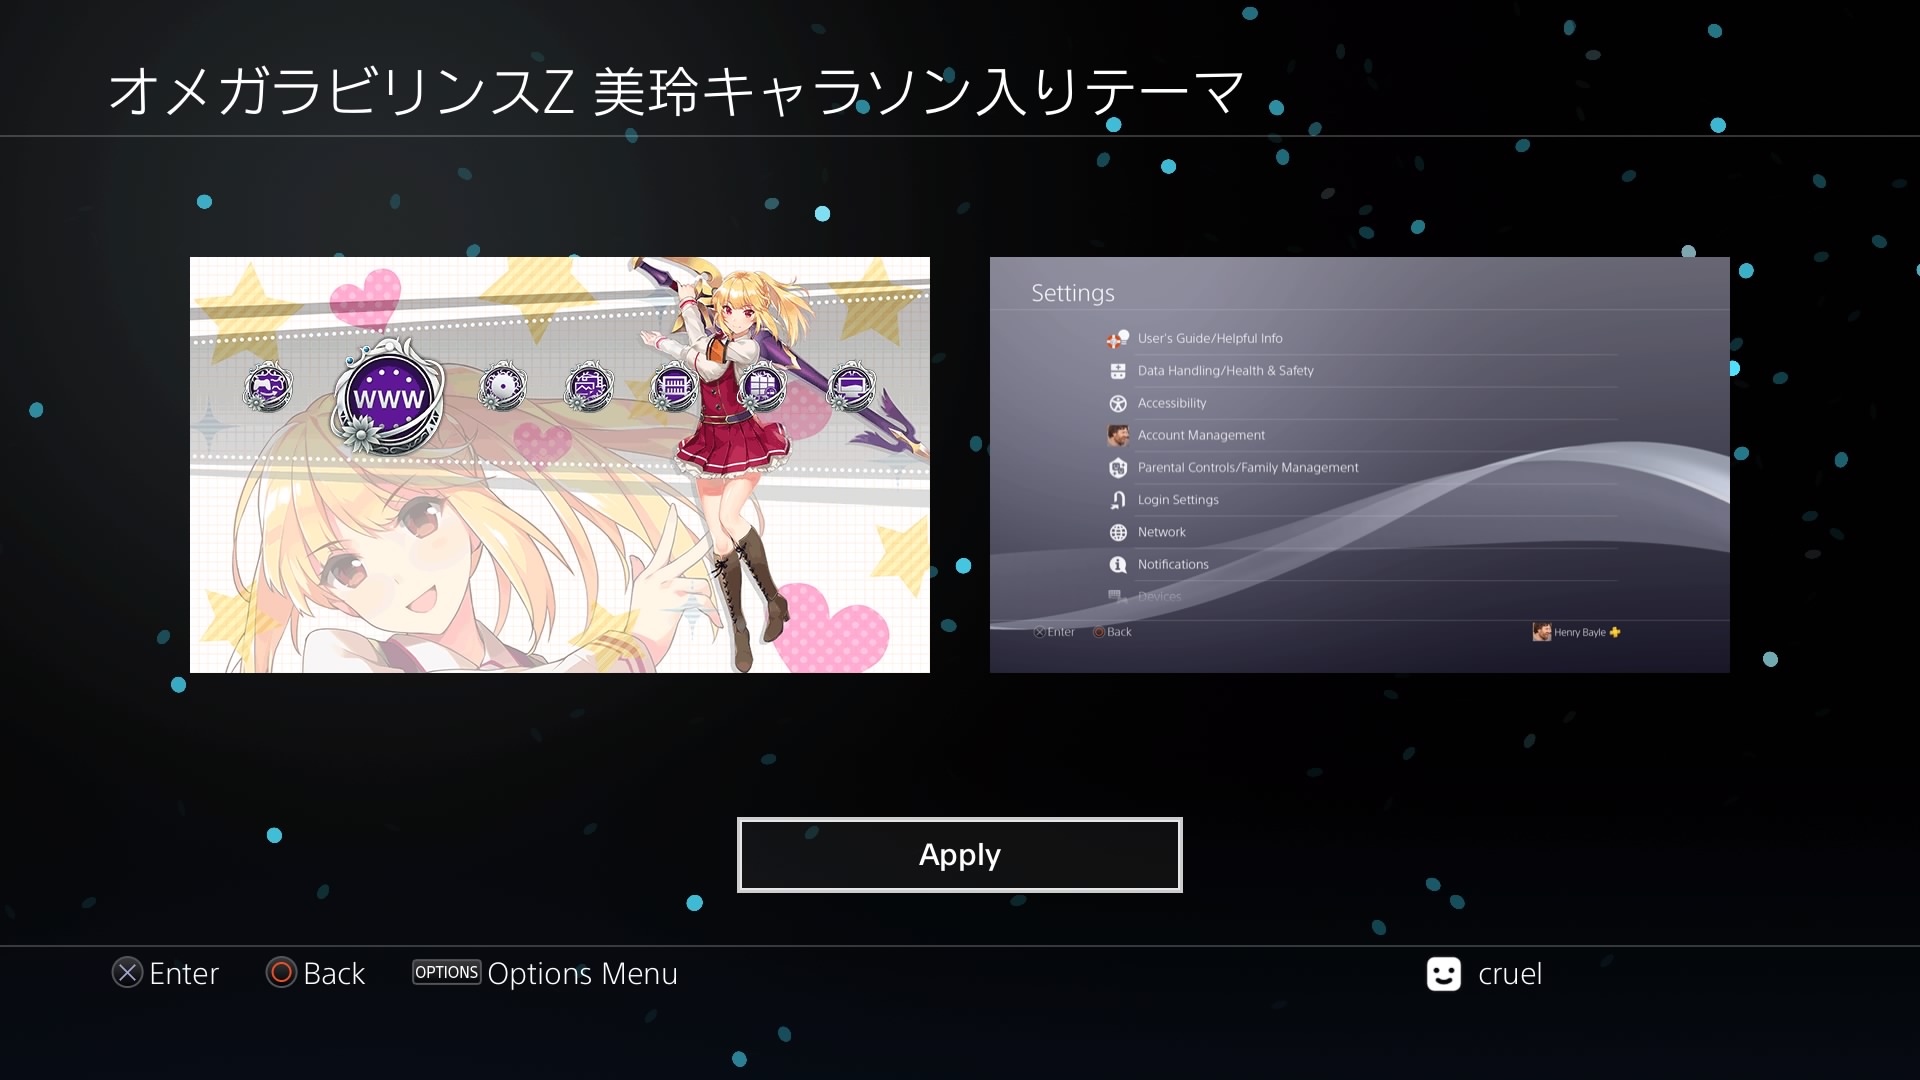 オメガラビリンスZ 美玲キャラソン入りテーマ
WWW
Settings
User's Guide/Helpful Info
Data Handling/Health & Safety
Accessibility
Account Management
Parental Controls/Family Management
Login Settings
Network
Notifications
Devices
Enter
Back
Henry Bayle
Apply
Enter
Back
OPTIONS Options Menu
cruel